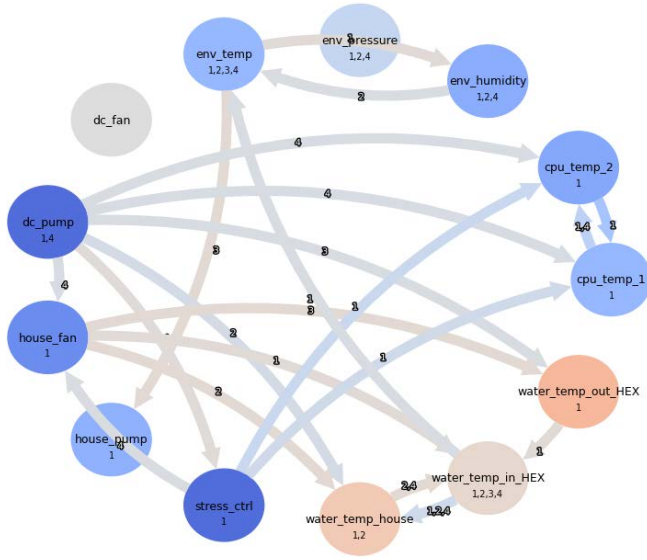 env_pressure
1,2,4
env_temp
1,2,3,4
env_humidity
1,2,4
2
dc_fan
4
cpu_temp_2
1
4
dc_pump
1,4
3
3
1
1,4
cpu_temp_1
1
4
1
3
1
house_fan
1
2
1
1
2
water_temp_out_HEX
1
house_pump
1
4
1
water_temp_in_HEX
1,2,3,4
2,4
stress_ctrl
1
1,2,4
water_temp_house
1,2